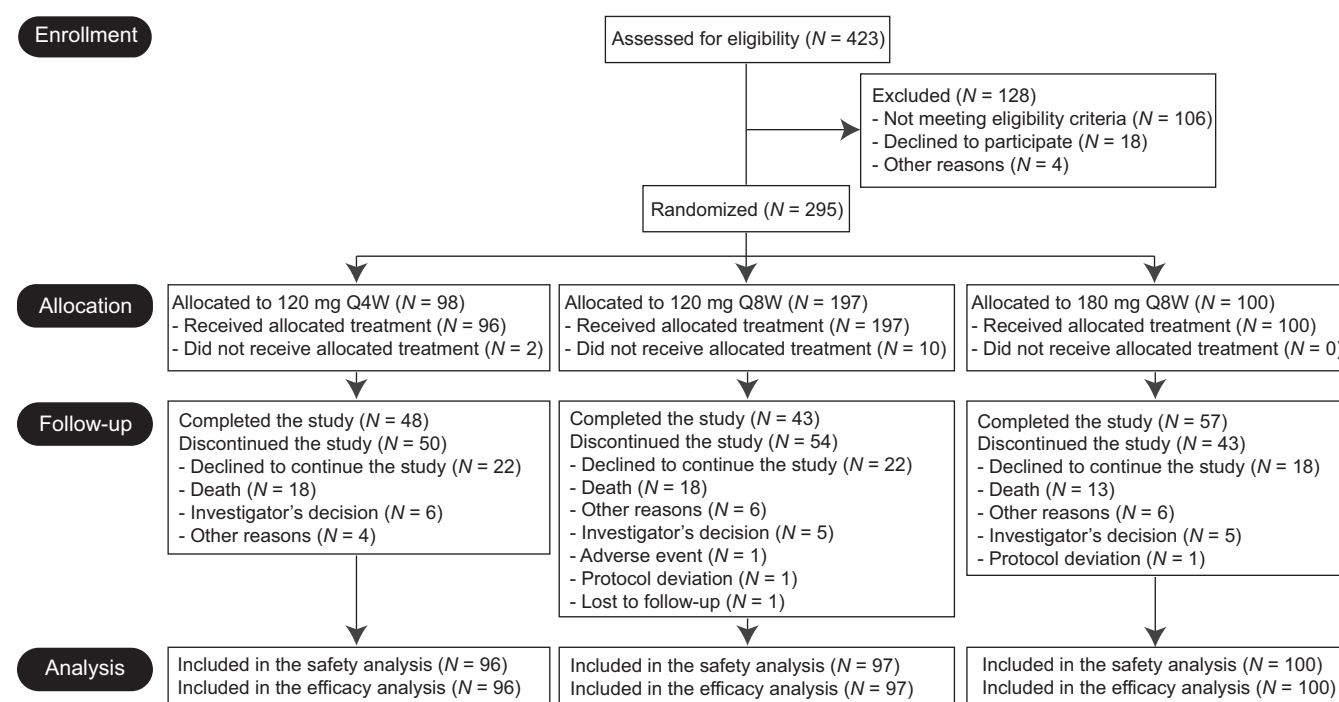 Enrollment
Assessed for eligibility (N = 423)
Excluded (N = 128)
- Not meeting eligibility criteria (N = 106)
- Declined to participate (N = 18)
- Other reasons (N = 4)
Randomized (N = 295)
Allocation
Allocated to 120 mg Q4W (N = 98)
- Received allocated treatment (N = 96)
- Did not receive allocated treatment (N = 2)
Allocated to 120 mg Q8W (N = 197)
- Received allocated treatment (N = 197)
- Did not receive allocated treatment (N = 10)
Allocated to 180 mg Q8W (N = 100)
- Received allocated treatment (N = 100)
- Did not receive allocated treatment (N = 0)
Follow-up
Completed the study (N = 48)
Discontinued the study (N = 50)
- Declined to continue the study (N = 22)
- Death (N = 18)
- Investigator’s decision (N = 6)
- Other reasons (N = 4)
Completed the study (N = 43)
Discontinued the study (N = 54)
- Declined to continue the study (N = 22)
- Death (N = 18)
- Other reasons (N = 6)
- Investigator’s decision (N = 5)
- Adverse event (N = 1)
- Protocol deviation (N = 1)
- Lost to follow-up (N = 1)
Completed the study (N = 57)
Discontinued the study (N = 43)
- Declined to continue the study (N = 18)
- Death (N = 13)
- Other reasons (N = 6)
- Investigator’s decision (N = 5)
- Protocol deviation (N = 1)
Analysis
Included in the safety analysis (N = 96)
Included in the efficacy analysis (N = 96)
Included in the safety analysis (N = 97)
Included in the efficacy analysis (N = 97)
Included in the safety analysis (N = 100)
Included in the efficacy analysis (N = 100)